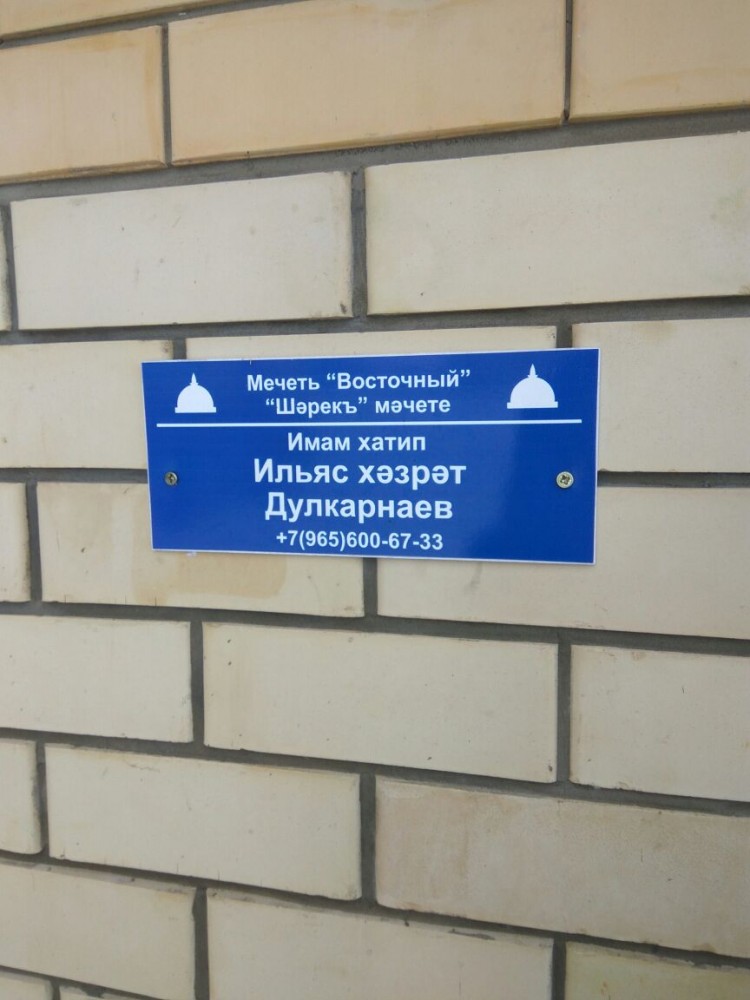 Мечеть “Восточный”
“Шәрекъ” мәчете
Имам хатип
Ильяс хәзрәт
Дулкарнаев
+7(965)600-67-33